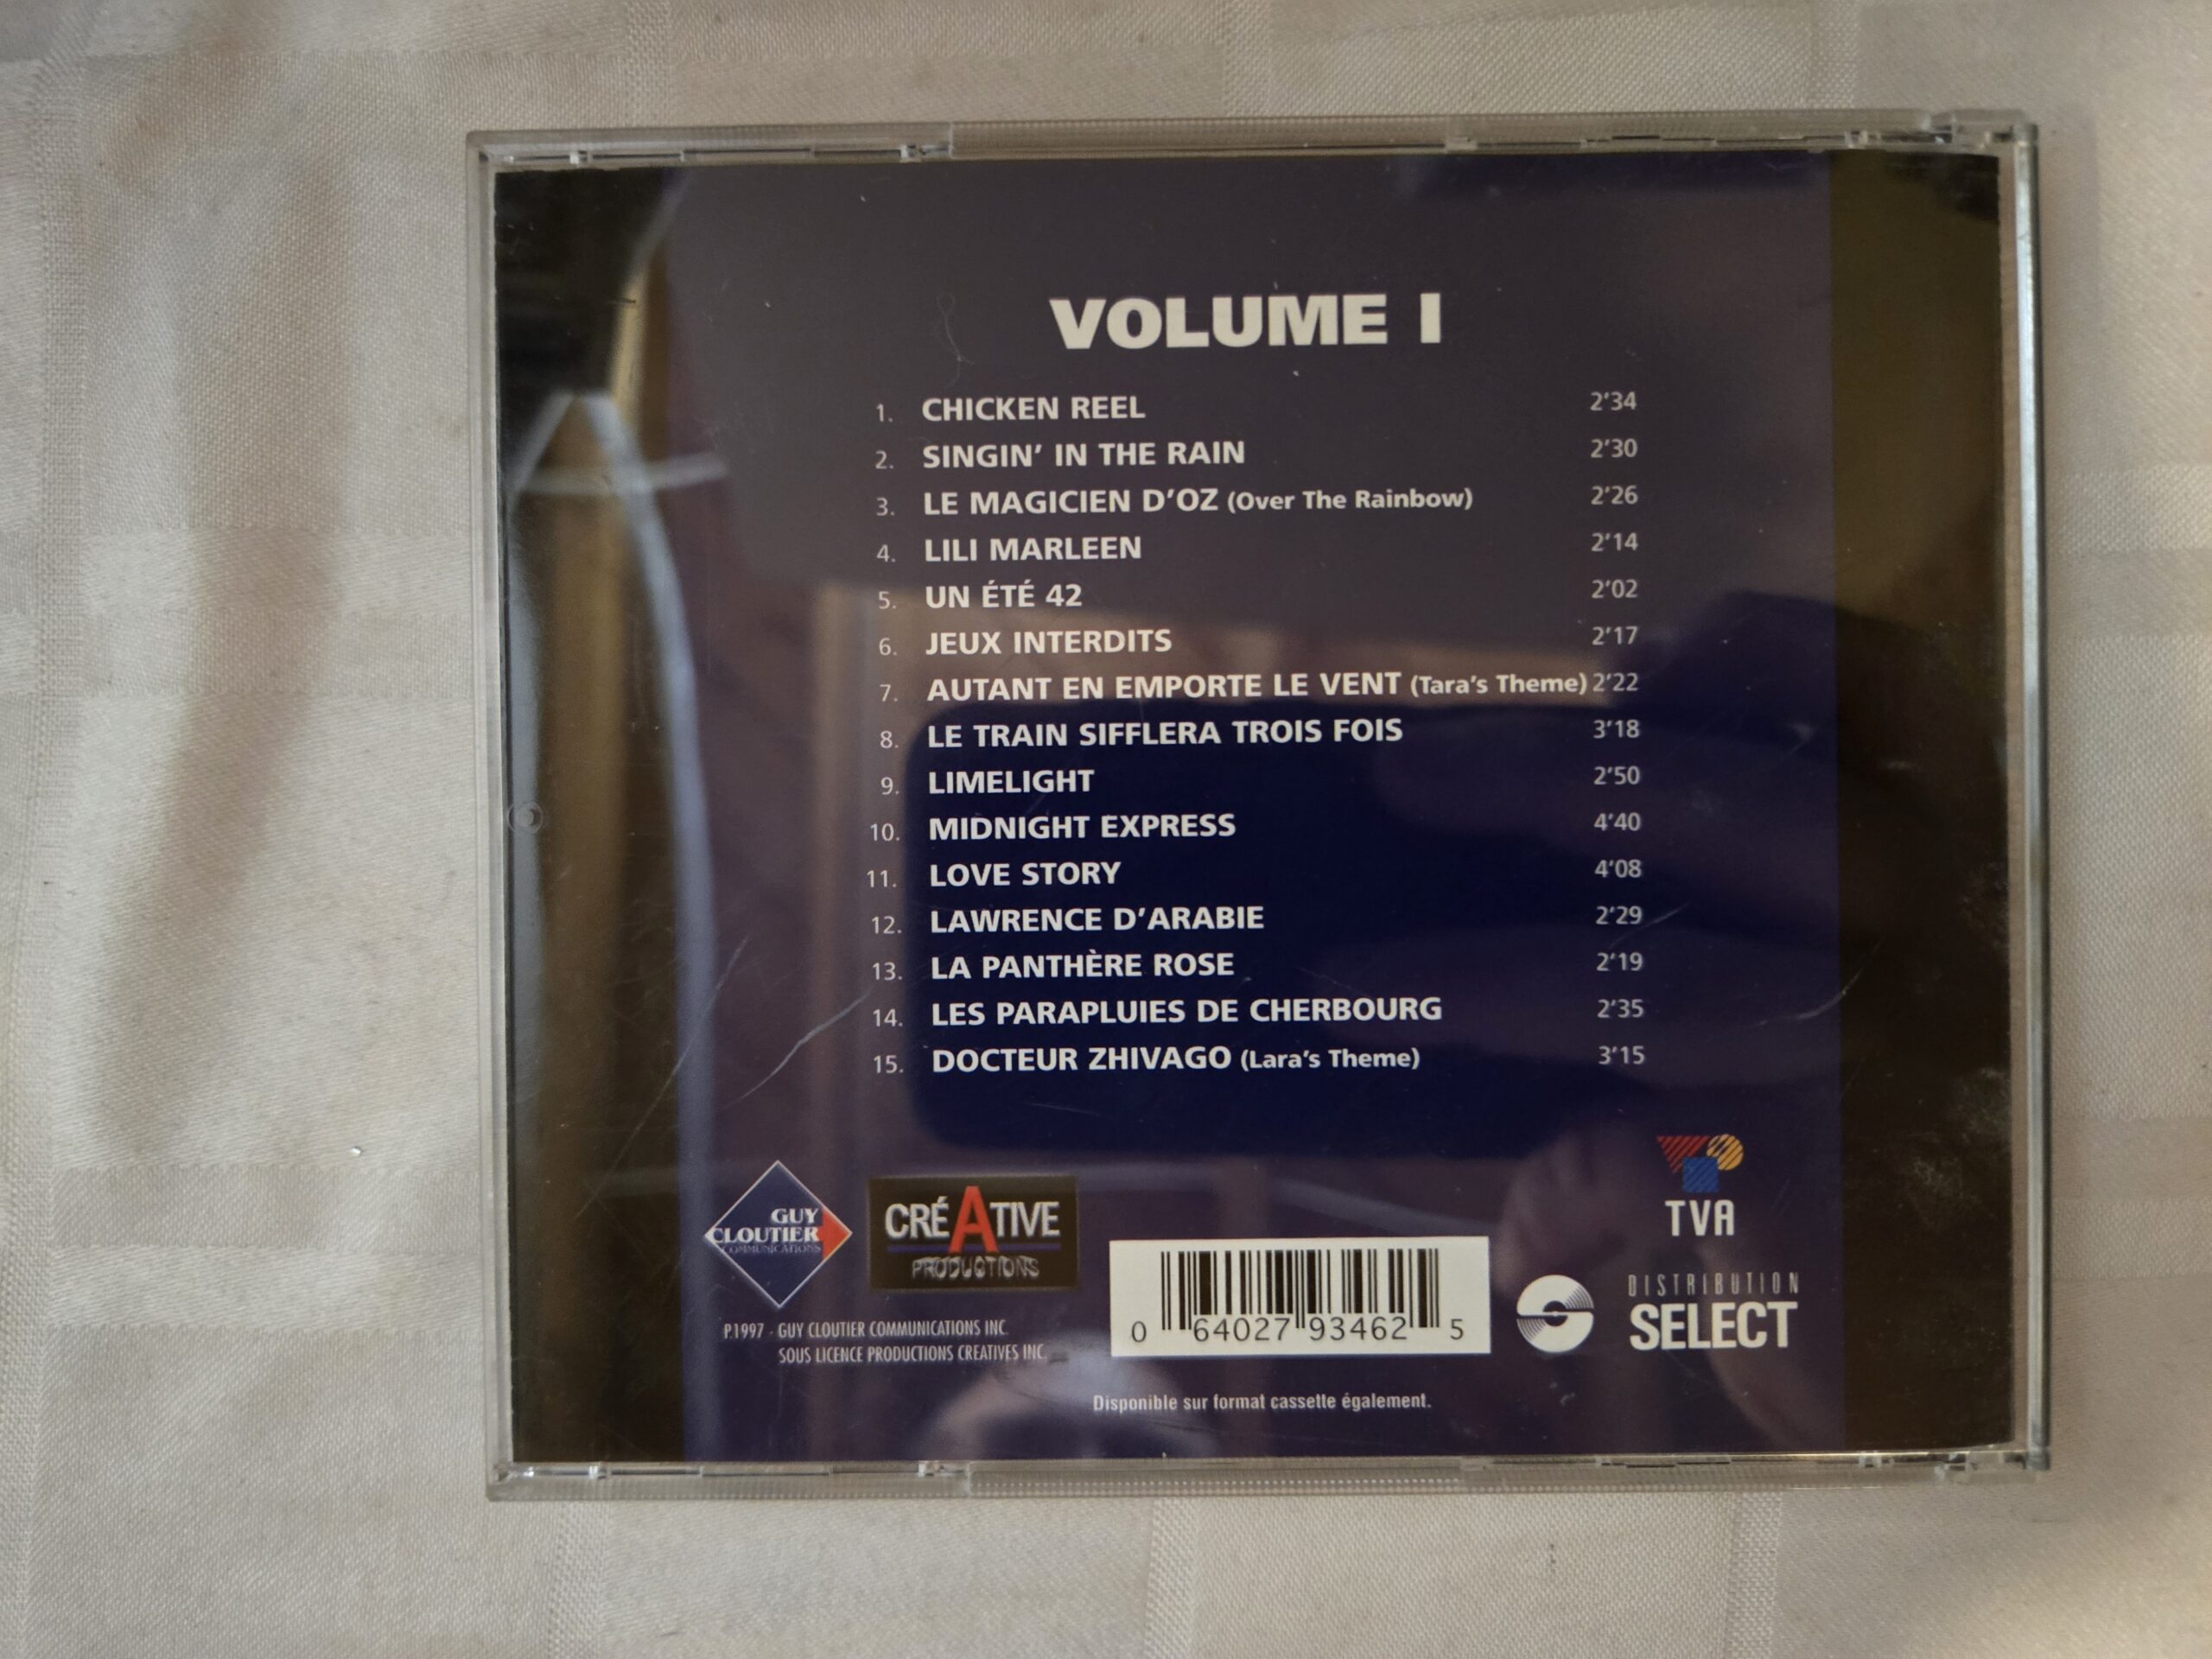 VOLUME I
1. CHICKEN REEL 2'34
2. SINGIN' IN THE RAIN 2'30
3. LE MAGICIEN D'OZ (Over The Rainbow) 2'26
4. LILI MARLEEN 2'14
5. UN ÉTÉ 42 2'02
6. JEUX INTERDITS 2'17
7. AUTANT EN EMPORTE LE VENT (Tara's Theme) 2'22
8. LE TRAIN SIFFLERA TROIS FOIS 3'18
9. LIMELIGHT 2'50
10. MIDNIGHT EXPRESS 4'40
11. LOVE STORY 4'08
12. LAWRENCE D'ARABIE 2'29
13. LA PANTHÈRE ROSE 2'19
14. LES PARAPLUIES DE CHERBOURG 2'35
15. DOCTEUR ZHIVAGO (Lara's Theme) 3'15
GUY
CLOUTIER
COMMUNICATIONS
CRÉATIVE
PRODUCTIONS
TVA
DISTRIBUTION
SELECT
0 64027 93462 5
P.1997 - GUY CLOUTIER COMMUNICATIONS INC.
SOUS LICENCE PRODUCTIONS CREATIVES INC.
Disponible sur format cassette également.